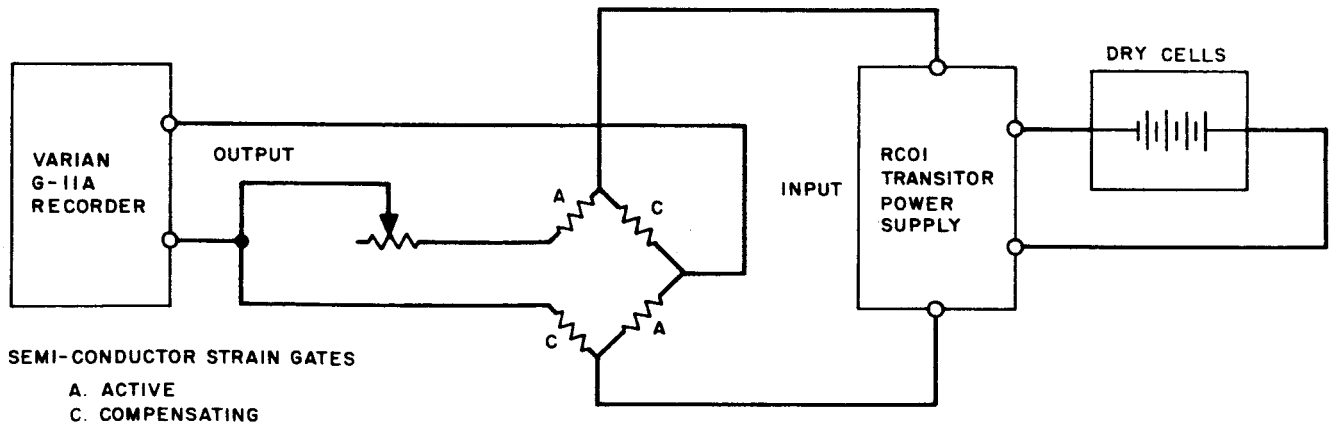 DRY CELLS
VARIAN
G-11A
RECORDER
OUTPUT
A
C
INPUT
RC01
TRANSITOR
POWER
SUPPLY
C
A
SEMI-CONDUCTOR STRAIN GATES
A. ACTIVE
C. COMPENSATING